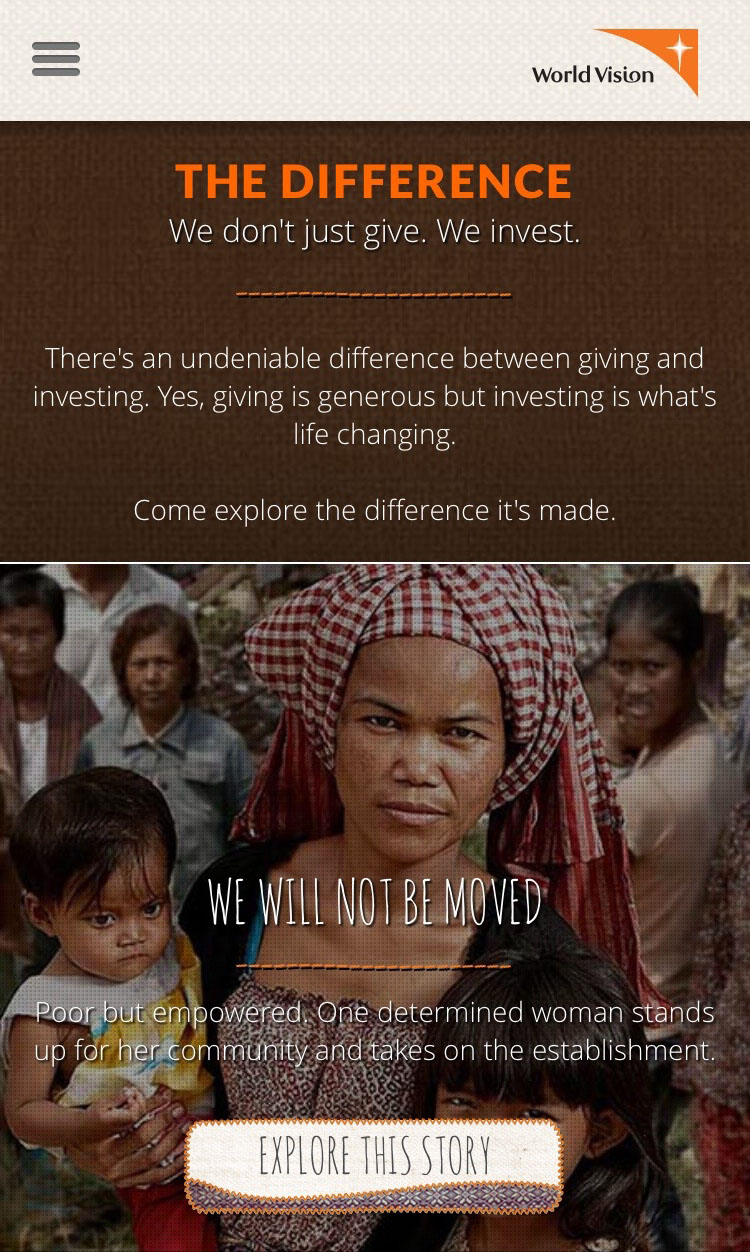 World Vision
THE DIFFERENCE
We don't just give. We invest.
There's an undeniable difference between giving and
investing. Yes, giving is generous but investing is what's
life changing.
Come explore the difference it's made.
WE WILL NOT BE MOVED
Poor but empowered. One determined woman stands
up for her community and takes on the establishment.
EXPLORE THIS STORY